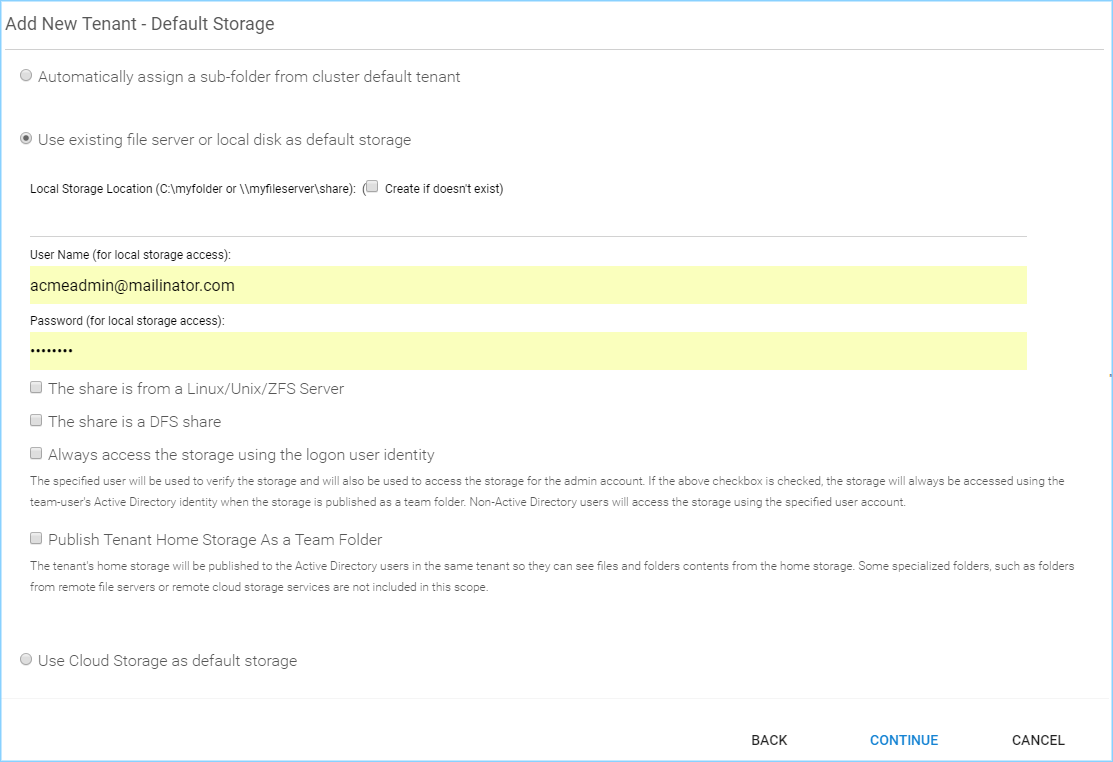 Add New Tenant - Default Storage
Automatically assign a sub-folder from cluster default tenant
Use existing file server or local disk as default storage
Local Storage Location (C:\myfolder or \\myfileserver\share): ( Create if doesn't exist)
User Name (for local storage access):
acmeadmin@mailinator.com
Password (for local storage access):
••••••••
The share is from a Linux/Unix/ZFS Server
The share is a DFS share
Always access the storage using the logon user identity
The specified user will be used to verify the storage and will also be used to access the storage for the admin account. If the above checkbox is checked, the storage will always be accessed using the
team-user's Active Directory identity when the storage is published as a team folder. Non-Active Directory users will access the storage using the specified user account.
Publish Tenant Home Storage As a Team Folder
The tenant's home storage will be published to the Active Directory users in the same tenant so they can see files and folders contents from the home storage. Some specialized folders, such as folders
from remote file servers or remote cloud storage services are not included in this scope.
Use Cloud Storage as default storage
BACK CONTINUE CANCEL